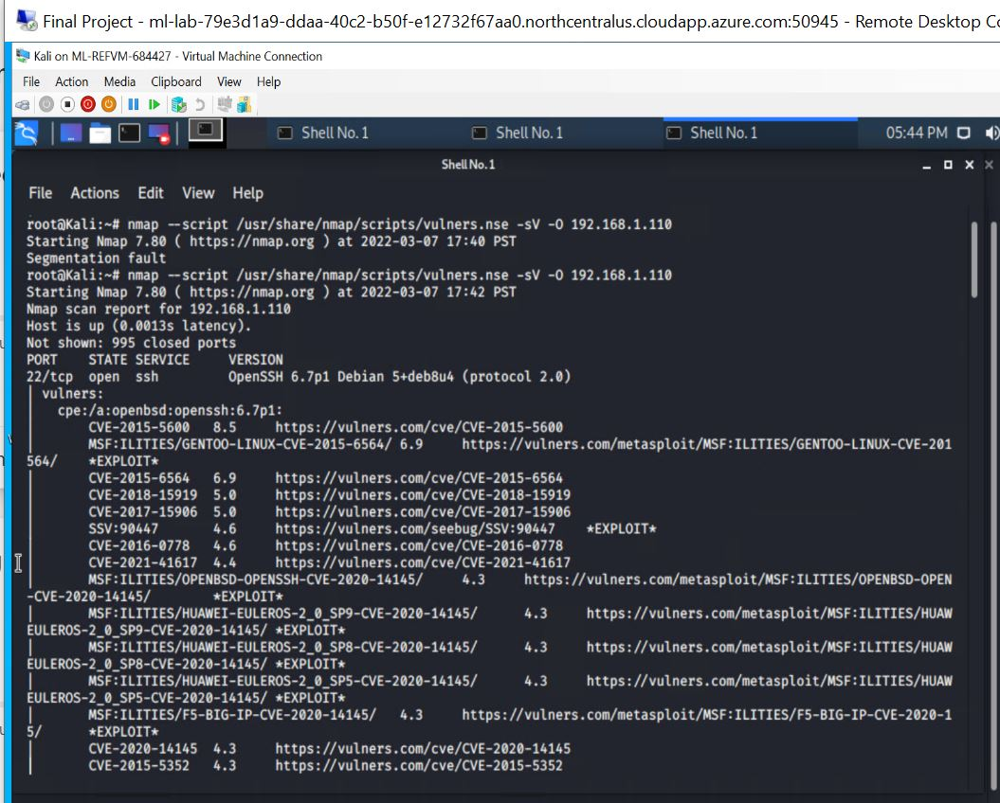 Final Project - ml-lab-79e3d1a9-ddaa-40c2-b50f-e12732f67aa0.northcentralus.cloudapp.azure.com:50945 - Remote Desktop Co
Kali on ML-REFVM-684427 - Virtual Machine Connection
File Action Media Clipboard View Help
Shell No. 1 Shell No. 1 Shell No. 1 05:44 PM
Shell No. 1
File Actions Edit View Help
root@Kali:~# nmap --script /usr/share/nmap/scripts/vulners.nse -sV -O 192.168.1.110
Starting Nmap 7.80 ( https://nmap.org ) at 2022-03-07 17:40 PST
Segmentation fault
root@Kali:~# nmap --script /usr/share/nmap/scripts/vulners.nse -sV -O 192.168.1.110
Starting Nmap 7.80 ( https://nmap.org ) at 2022-03-07 17:42 PST
Nmap scan report for 192.168.1.110
Host is up (0.0013s latency).
Not shown: 995 closed ports
PORT STATE SERVICE VERSION
22/tcp open ssh OpenSSH 6.7p1 Debian 5+deb8u4 (protocol 2.0)
| vulners:
| cpe:/a:openbsd:openssh:6.7p1:
| CVE-2015-5600 8.5 https://vulners.com/cve/CVE-2015-5600
| MSF:ILITIES/GENTOO-LINUX-CVE-2015-6564/ 6.9 https://vulners.com/metasploit/MSF:ILITIES/GENTOO-LINUX-CVE-201
564/ *EXPLOIT*
| CVE-2015-6564 6.9 https://vulners.com/cve/CVE-2015-6564
| CVE-2018-15919 5.0 https://vulners.com/cve/CVE-2018-15919
| CVE-2017-15906 5.0 https://vulners.com/cve/CVE-2017-15906
| SSV:90447 4.6 https://vulners.com/seebug/SSV:90447 *EXPLOIT*
| CVE-2016-0778 4.6 https://vulners.com/cve/CVE-2016-0778
| CVE-2021-41617 4.4 https://vulners.com/cve/CVE-2021-41617
| MSF:ILITIES/OPENBSD-OPENSSH-CVE-2020-14145/ 4.3 https://vulners.com/metasploit/MSF:ILITIES/OPENBSD-OPEN
-CVE-2020-14145/ *EXPLOIT*
| MSF:ILITIES/HUAWEI-EULEROS-2_0_SP9-CVE-2020-14145/ 4.3 https://vulners.com/metasploit/MSF:ILITIES/HUAW
EULEROS-2_0_SP9-CVE-2020-14145/ *EXPLOIT*
| MSF:ILITIES/HUAWEI-EULEROS-2_0_SP8-CVE-2020-14145/ 4.3 https://vulners.com/metasploit/MSF:ILITIES/HUAW
EULEROS-2_0_SP8-CVE-2020-14145/ *EXPLOIT*
| MSF:ILITIES/HUAWEI-EULEROS-2_0_SP5-CVE-2020-14145/ 4.3 https://vulners.com/metasploit/MSF:ILITIES/HUAW
EULEROS-2_0_SP5-CVE-2020-14145/ *EXPLOIT*
| MSF:ILITIES/F5-BIG-IP-CVE-2020-14145/ 4.3 https://vulners.com/metasploit/MSF:ILITIES/F5-BIG-IP-CVE-2020-1
5/ *EXPLOIT*
| CVE-2020-14145 4.3 https://vulners.com/cve/CVE-2020-14145
| CVE-2015-5352 4.3 https://vulners.com/cve/CVE-2015-5352